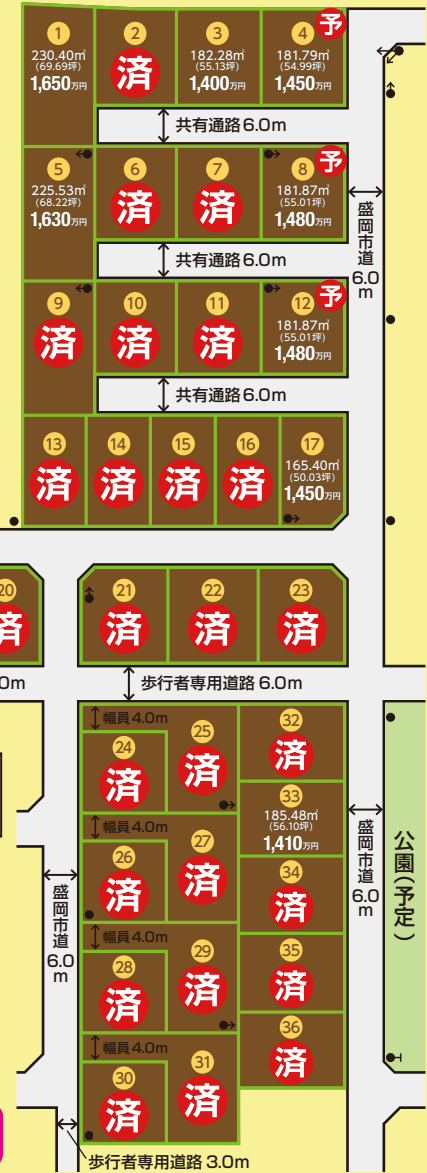 1
230.40㎡
(69.69坪)
1,650万円
2
済
3
182.28㎡
(55.13坪)
1,400万円
4
予
181.79㎡
(54.99坪)
1,450万円
共有通路6.0m
5
225.53㎡
(68.22坪)
1,630万円
6
済
7
済
8
予
181.87㎡
(55.01坪)
1,480万円
盛岡市道6.0m
共有通路6.0m
9
済
10
済
11
済
12
予
181.87㎡
(55.01坪)
1,480万円
共有通路6.0m
13
済
14
済
15
済
16
済
17
165.40㎡
(50.03坪)
1,450万円
20
済
21
済
22
済
23
済
0m
歩行者専用道路 6.0m
幅員4.0m
24
済
25
済
32
済
33
185.48㎡
(56.10坪)
1,410万円
幅員4.0m
26
済
27
済
34
済
盛岡市道6.0m
公園(予定)
盛岡市道6.0m
幅員4.0m
28
済
29
済
35
済
36
済
幅員4.0m
30
済
31
済
歩行者専用道路 3.0m